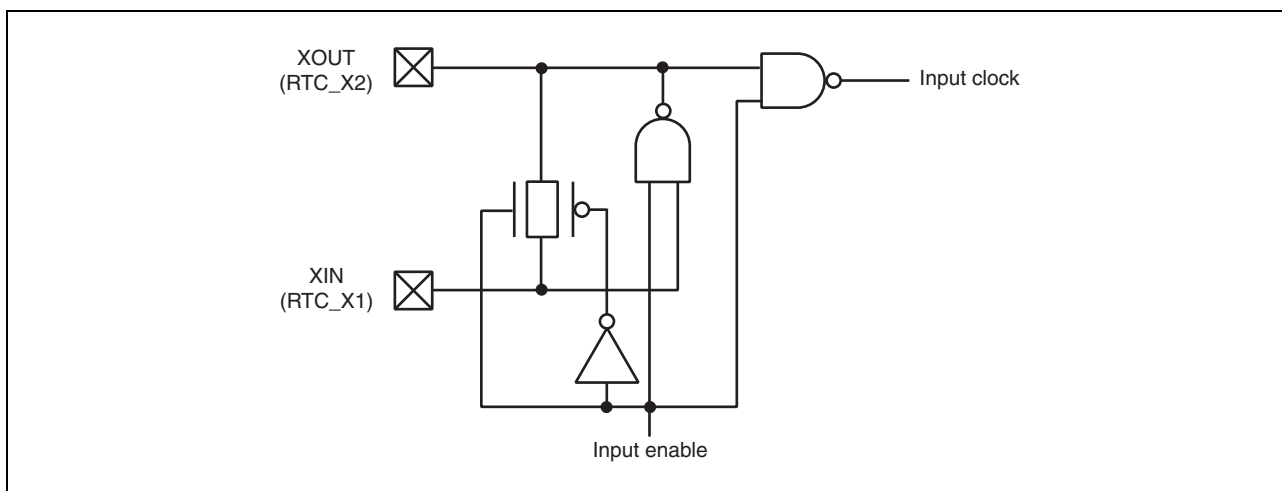 XOUT
(RTC_X2)
Input clock
XIN
(RTC_X1)
Input enable